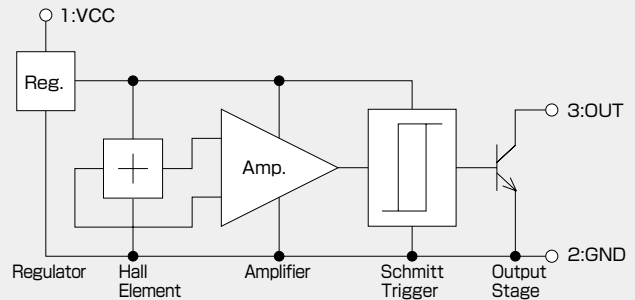 1:VCC
Reg.
3:OUT
Amp.
2:GND
Regulator
Hall
Element
Amplifier
Schmitt
Trigger
Output
Stage